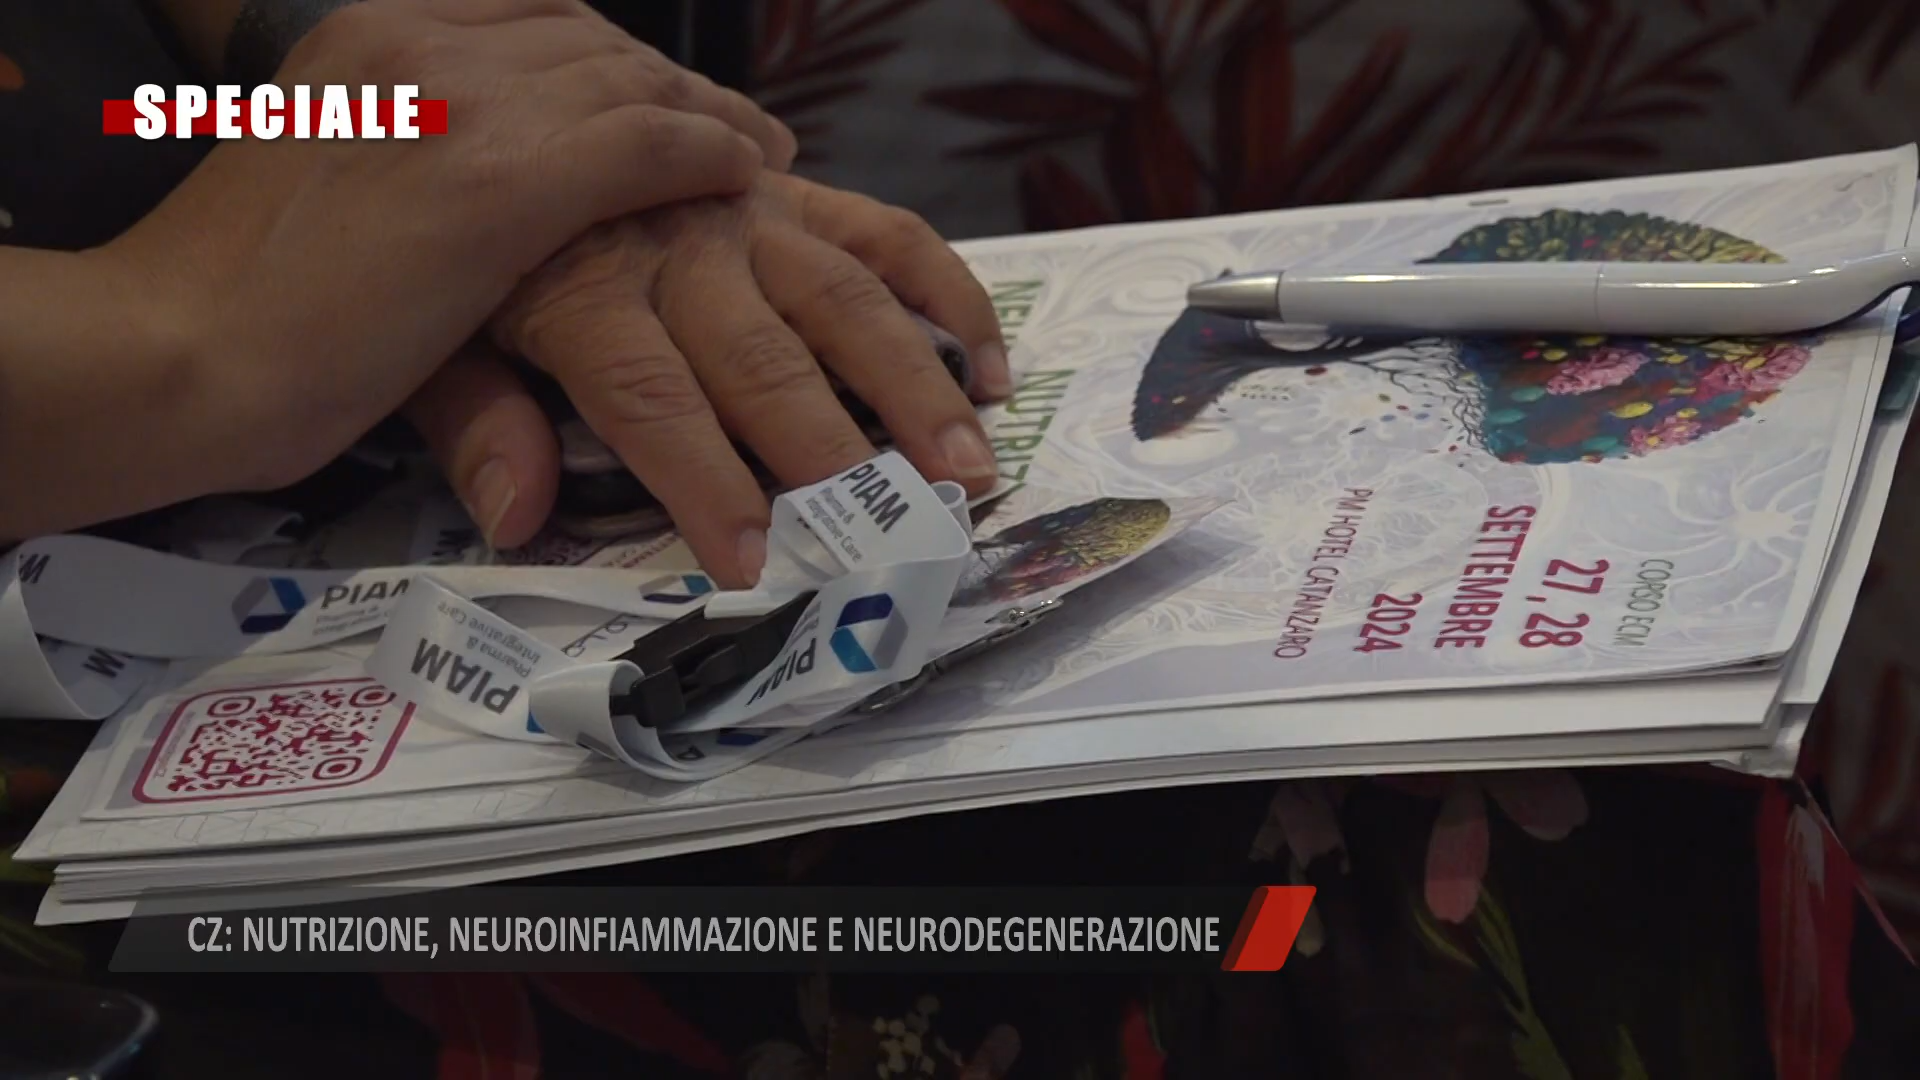 SPECIALE
CORSO ECM
27, 28
SETTEMBRE
2024
PM HOTEL CATANZARO
PIAM
Pharma &
Integrative Care
PIAM
PIAM
Pharma &
Integrative Care
PIAM
CZ: NUTRIZIONE, NEUROINFIAMMAZIONE E NEURODEGENERAZIONE